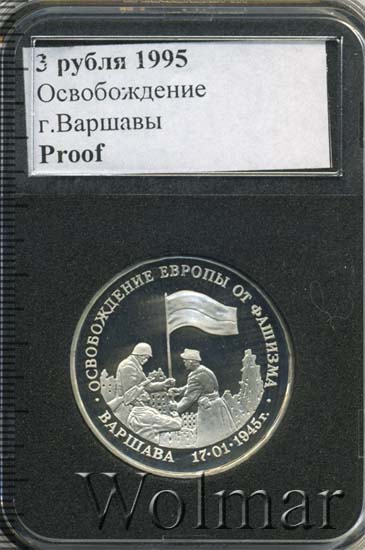 3 рубля 1995
Освобождение
г.Варшавы
Proof
· ОСВОБОЖДЕНИЕ ЕВРОПЫ ОТ ФАШИЗМА ·
ВАРШАВА 17·01·1945г.
Wolmar